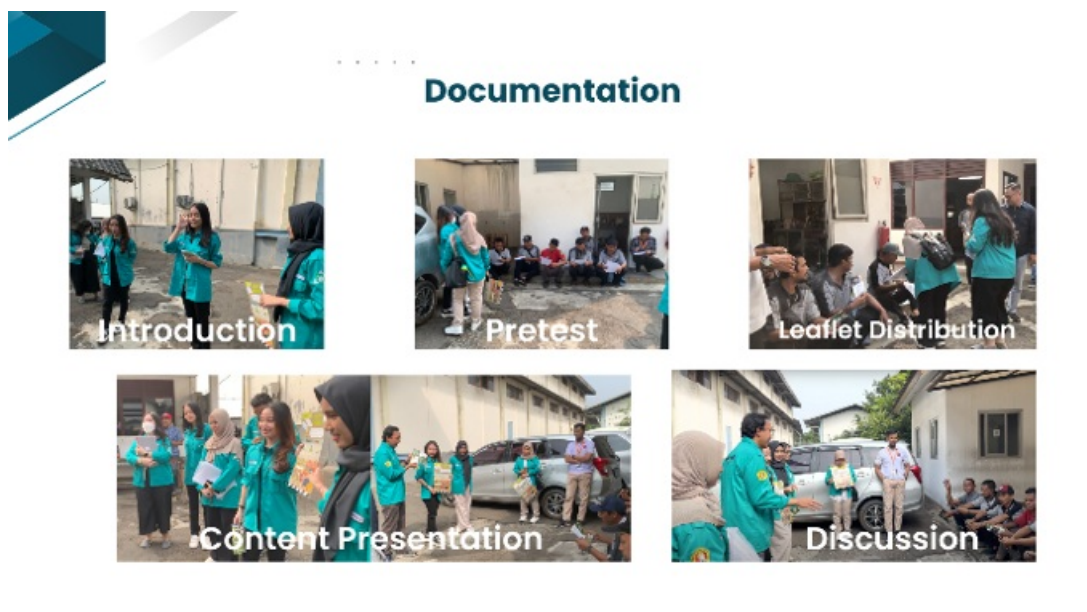 Documentation
Introduction
Pretest
Leaflet Distribution
Content Presentation
Discussion